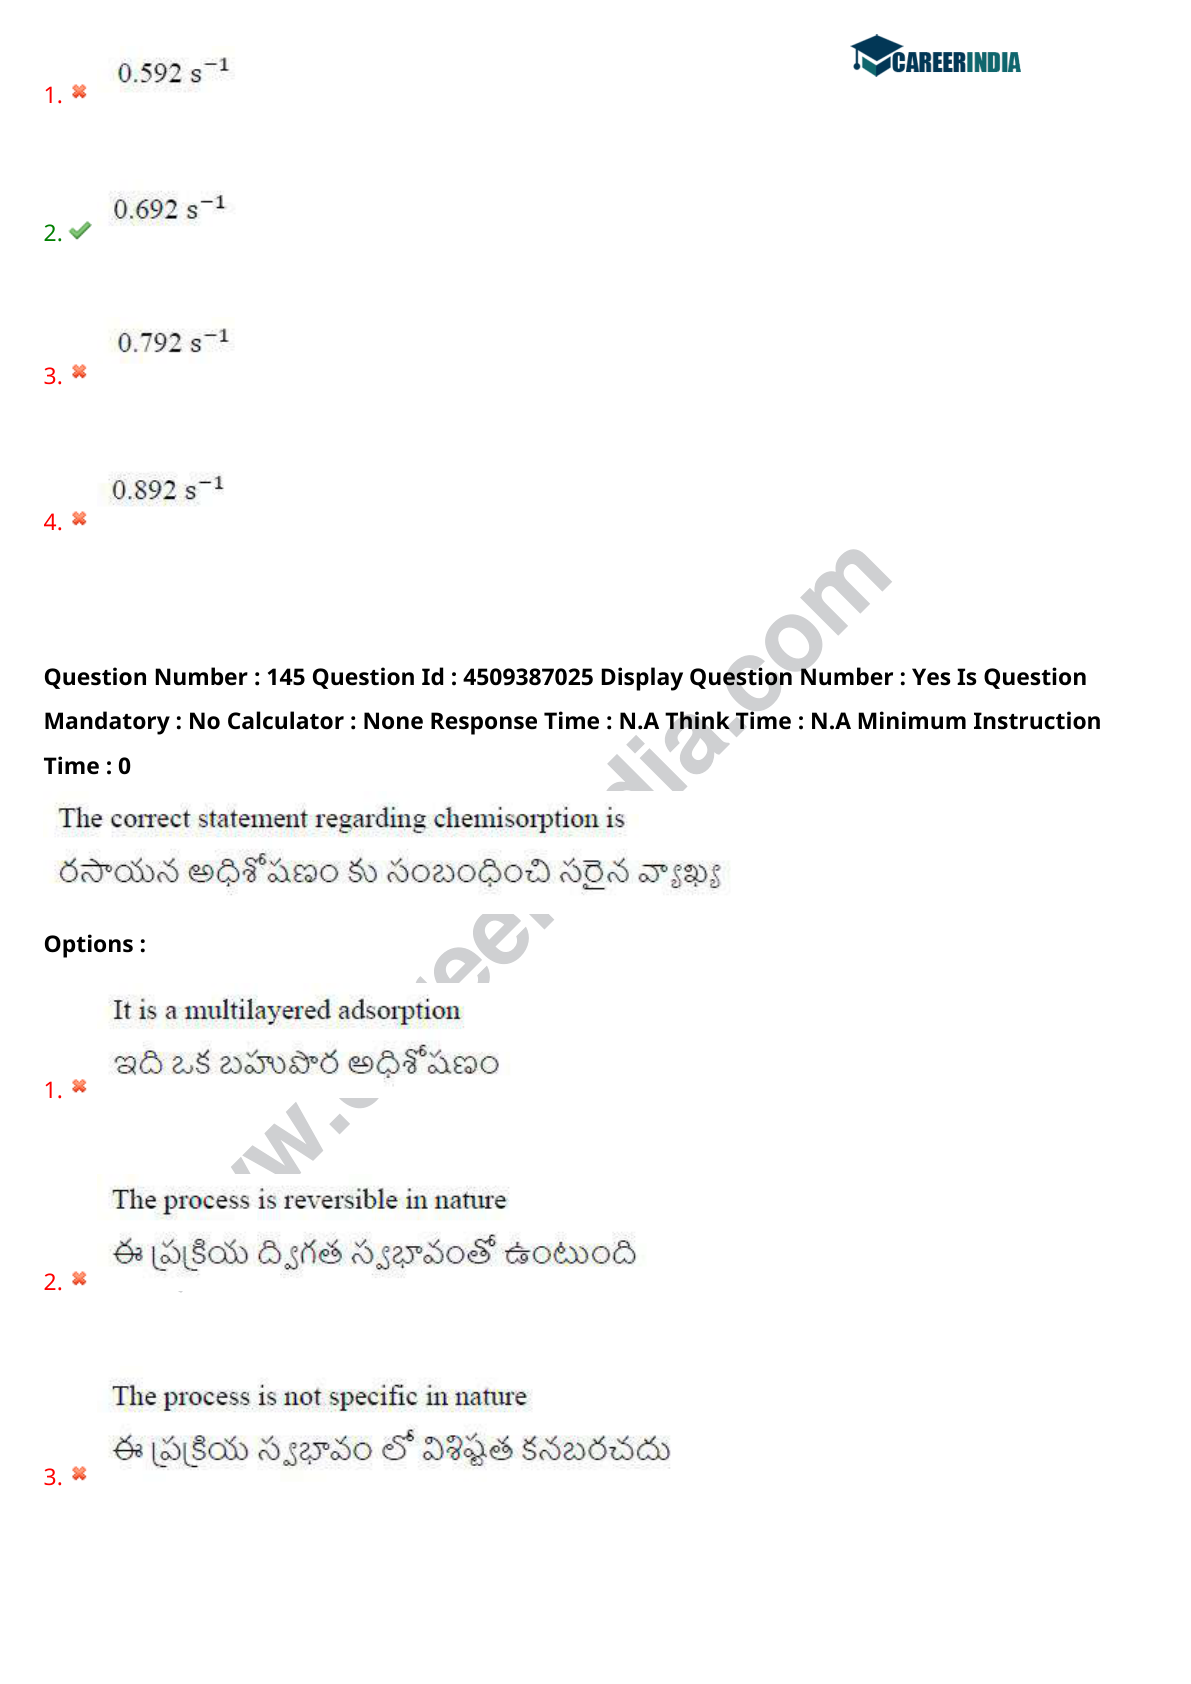 CAREERINDIA
0.592 s⁻¹
1.
0.692 s⁻¹
2.
0.792 s⁻¹
3.
0.892 s⁻¹
4.
Question Number : 145 Question Id : 4509387025 Display Question Number : Yes Is Question
Mandatory : No Calculator : None Response Time : N.A Think Time : N.A Minimum Instruction
Time : 0
The correct statement regarding chemisorption is
రసాయన అధిశోషణం కు సంబంధించి సరైన వ్యాఖ్య
Options :
It is a multilayered adsorption
ఇది ఒక బహుపొర అధిశోషణం
1.
The process is reversible in nature
ఈ ప్రక్రియ ద్విగత స్వభావంతో ఉంటుంది
2.
The process is not specific in nature
ఈ ప్రక్రియ స్వభావం లో విశిష్టత కనబరచదు
3.